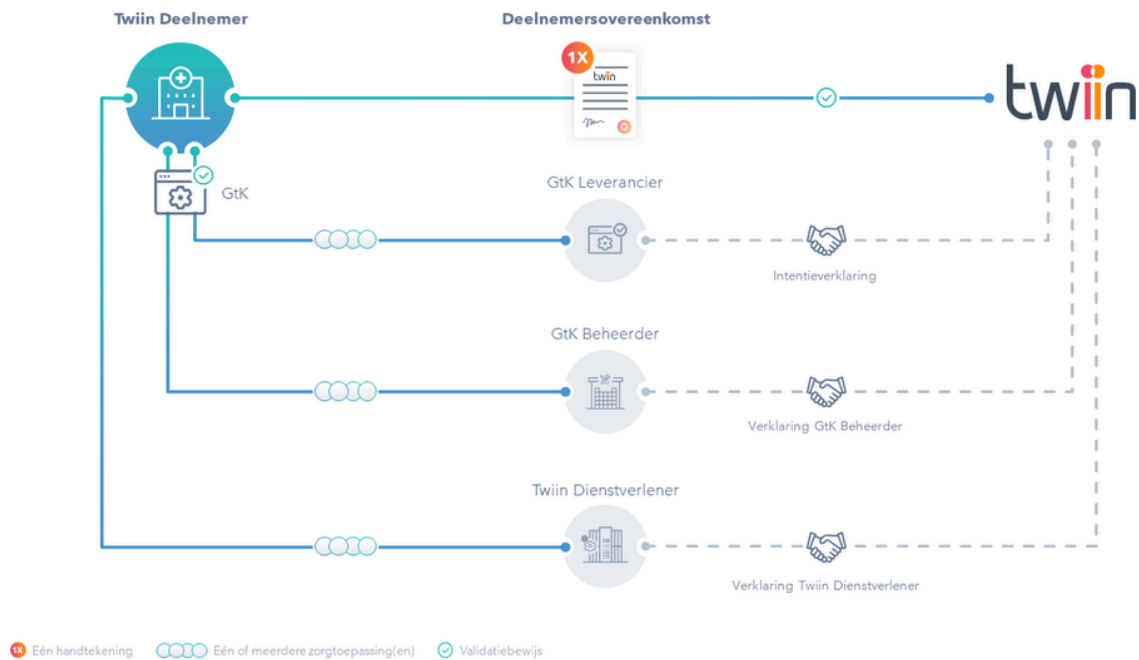 Twiin Deelnemer
Deelnemersovereenkomst
1X
twiin
twiin
GtK
GtK Leverancier
Intentieverklaring
GtK Beheerder
Verklaring GtK Beheerder
Twiin Dienstverlener
Verklaring Twiin Dienstverlener
1X Eén handtekening
Eén of meerdere zorgtoepassing(en)
Validatiebewijs